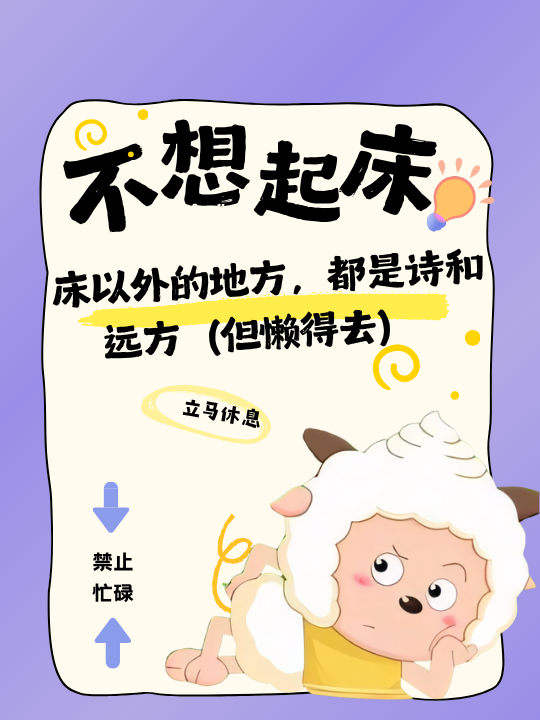 不想起床
床以外的地方，都是诗和
远方（但懒得去）
立马休息
禁止
忙碌